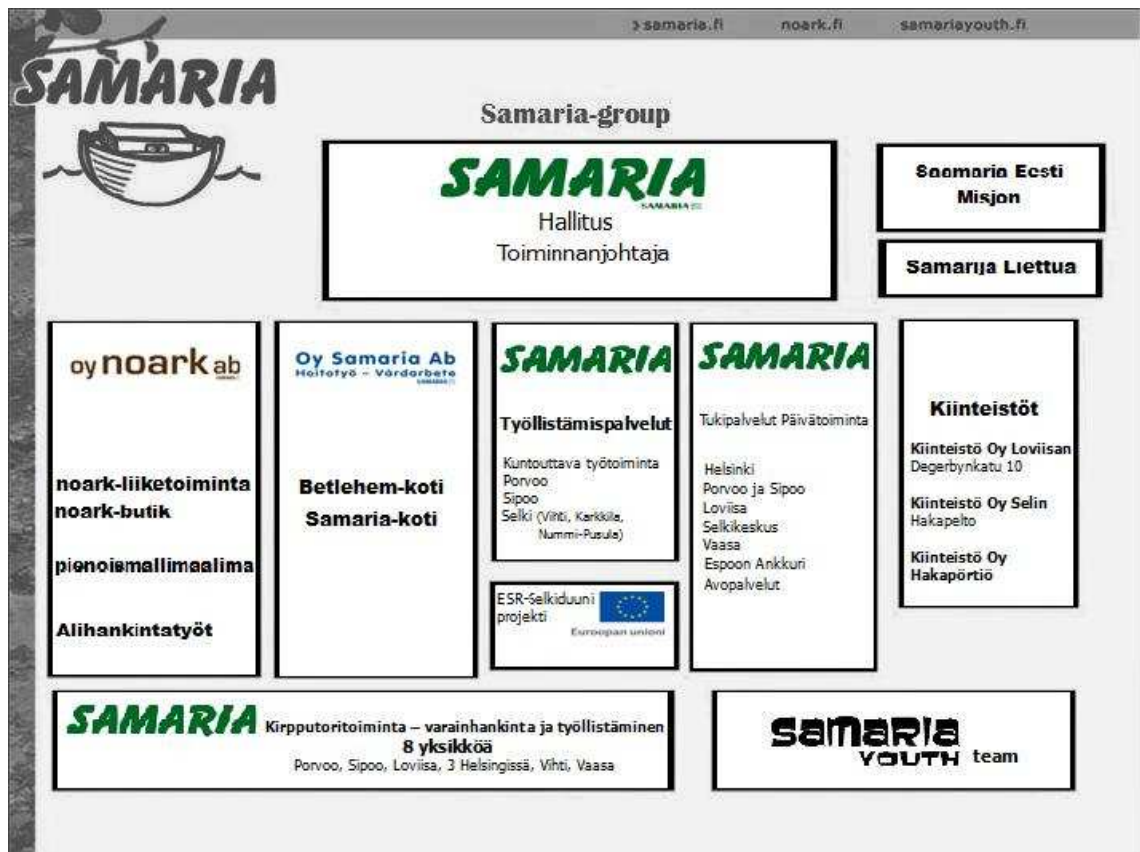 › samaria.fi noark.fi samariayouth.fi
SAMARIA
Samaria-group
SAMARIA
Hallitus
Toiminnanjohtaja
Saamaria Eesti
Misjon
Samarija Liettua
oy noark ab
noark-liiketoiminta
noark-butik
pienoismallimaalima
Alihankintatyöt
Oy Samaria Ab
Hoitotyö – Vårdarbete
Betlehem-koti
Samaria-koti
SAMARIA
Työllistämispalvelut
Kuntouttava työtoiminta
Porvoo
Sipoo
Selki (Vihti, Karkkila,
Nummi-Pusula)
ESR-Selkiduuni
projekti
Euroopan unioni
SAMARIA
Tukipalvelut Päivätoiminta
Helsinki
Porvoo ja Sipoo
Loviisa
Selkikeskus
Vaasa
Espoon Ankkuri
Avopalvelut
Kiinteistöt
Kiinteistö Oy Loviisan
Degerbynkatu 10
Kiinteistö Oy Selin
Hakapelto
Kiinteistö Oy
Hakapörtiö
SAMARIA Kirpputoritoiminta – varainhankinta ja työllistäminen
8 yksikköä
Porvoo, Sipoo, Loviisa, 3 Helsingissä, Vihti, Vaasa
samaria
YOUTH team